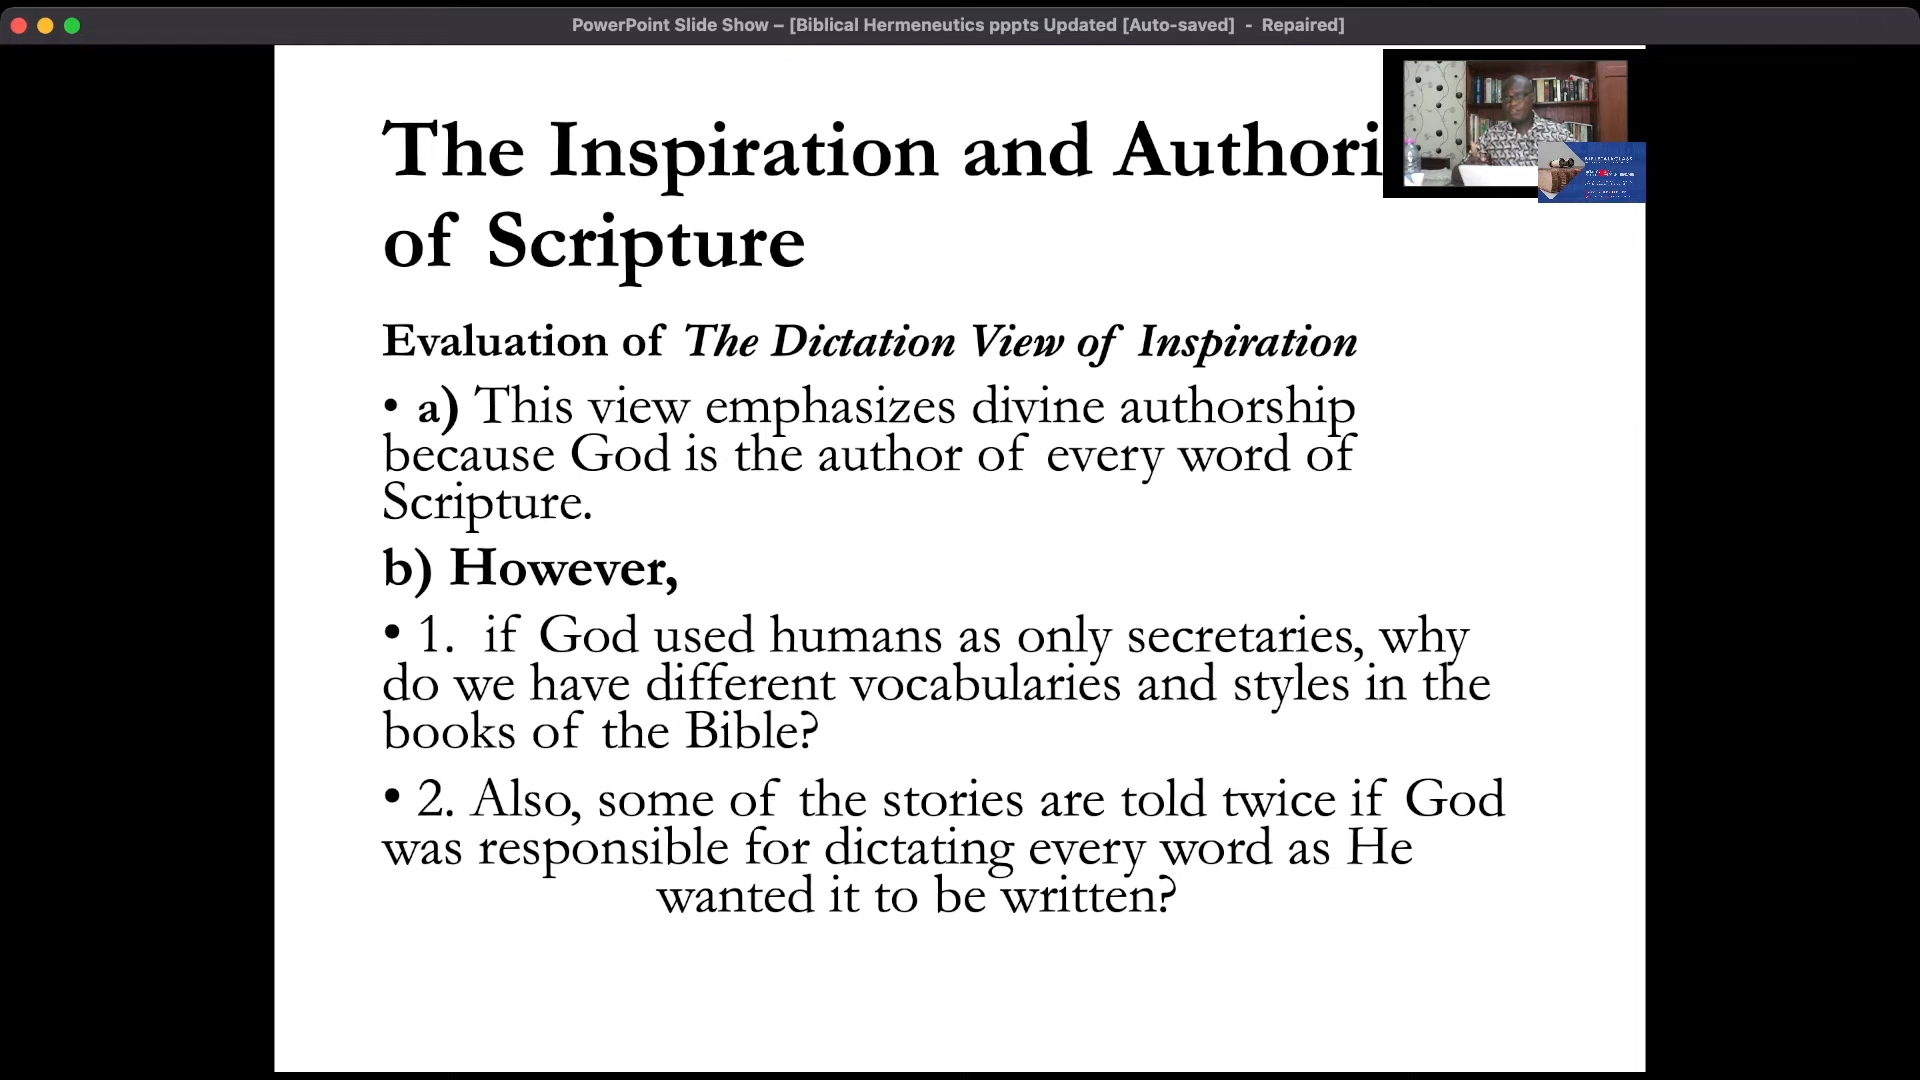 PowerPoint Slide Show – [Biblical Hermeneutics pppts Updated [Auto-saved] - Repaired]
The Inspiration and Authori
of Scripture
Evaluation of The Dictation View of Inspiration
• a) This view emphasizes divine authorship
because God is the author of every word of
Scripture.
b) However,
• 1. if God used humans as only secretaries, why
do we have different vocabularies and styles in the
books of the Bible?
• 2. Also, some of the stories are told twice if God
was responsible for dictating every word as He
wanted it to be written?